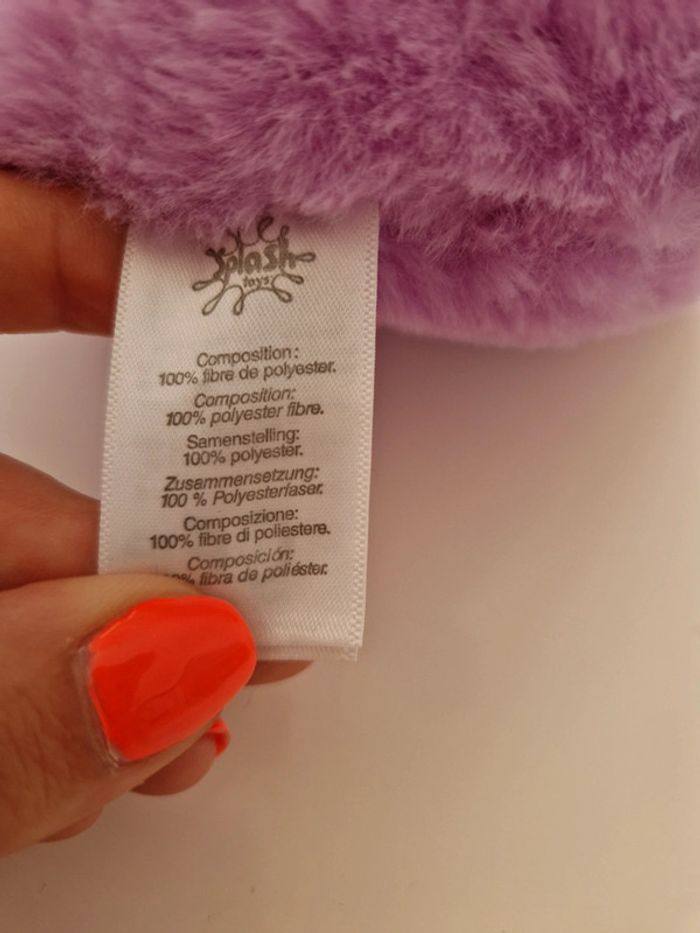 Splash
toys
Composition:
100% fibre de polyester.
Composition:
100% polyester fibre.
Samenstelling:
100% polyester.
Zusammensetzung:
100 % Polyesterfaser.
Composizione:
100% fibre di poliestere.
Composición:
% fibra de poliéster.